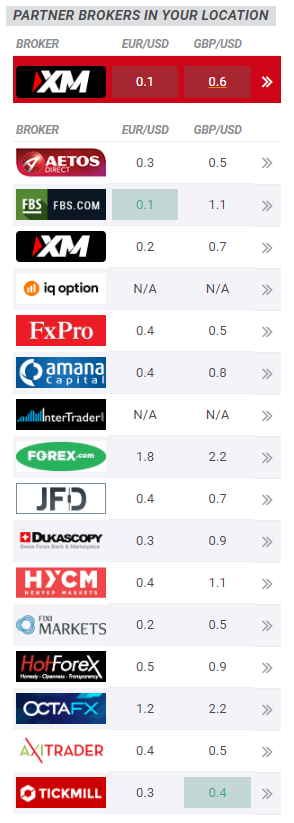 PARTNER BROKERS IN YOUR LOCATION
BROKER EUR/USD GBP/USD
XM 0.1 0.6
BROKER EUR/USD GBP/USD
AETOS DIRECT 0.3 0.5
FBS FBS.COM 0.1 1.1
XM 0.2 0.7
iq option N/A N/A
FxPro 0.4 0.5
amana capital 0.4 0.8
InterTrader N/A N/A
FOREX.com 1.8 2.2
JFD 0.4 0.7
DUKASCOPY 0.3 0.9
Swiss Forex Bank & Marketplace
HYCM 0.4 1.1
HENYEP MARKETS
FIXI MARKETS 0.2 0.5
HotForex 0.5 0.9
Honesty - Openness - Transparency
OCTAFX 1.2 2.2
AXITRADER 0.4 0.5
TICKMILL 0.3 0.4